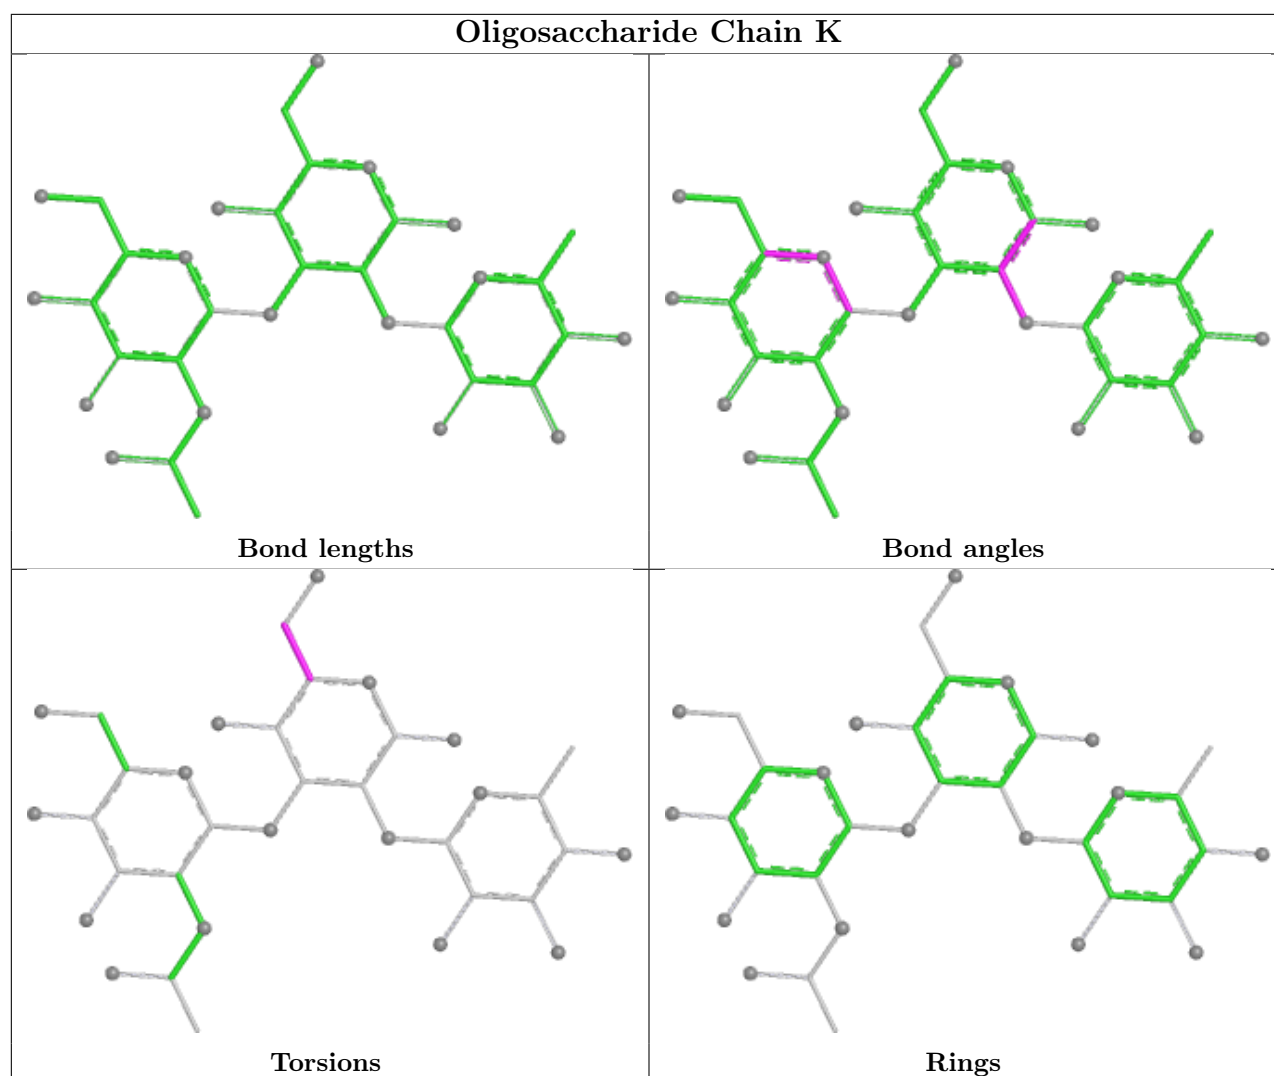 Oligosaccharide Chain K
Bond lengths
Bond angles
Torsions
Rings